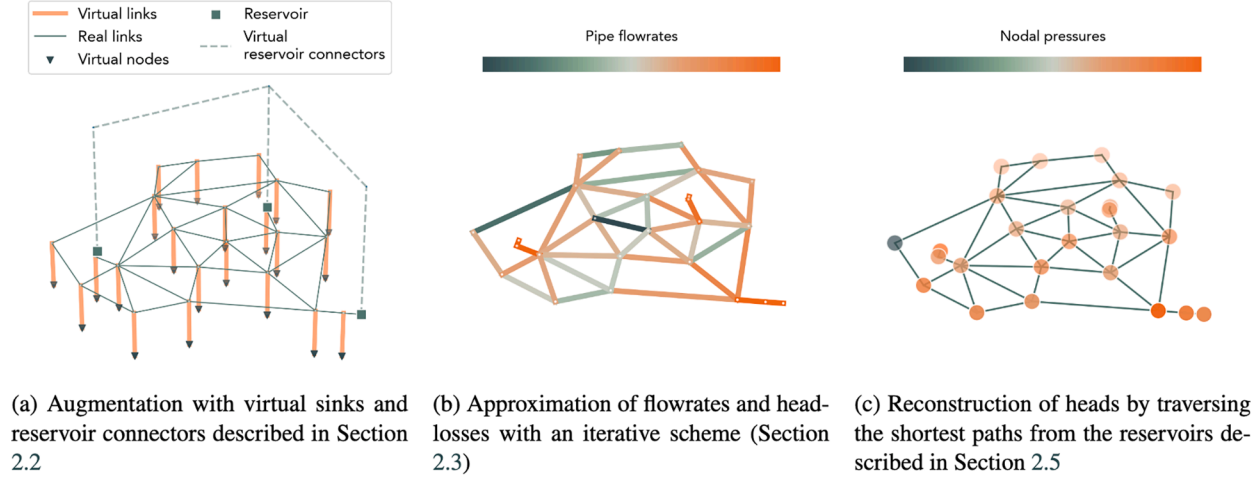 Virtual links
Real links
Virtual nodes
Reservoir
Virtual
reservoir connectors
Pipe flowrates
Nodal pressures
(a) Augmentation with virtual sinks and
reservoir connectors described in Section
2.2
(b) Approximation of flowrates and head-
losses with an iterative scheme (Section
2.3)
(c) Reconstruction of heads by traversing
the shortest paths from the reservoirs de-
scribed in Section 2.5